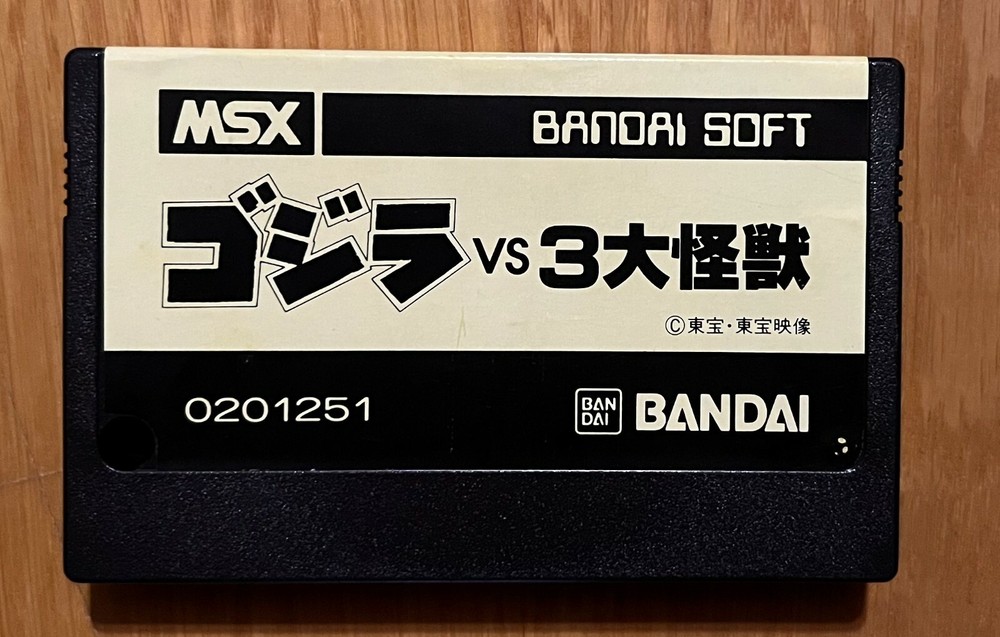 MSX BANDAI SOFT
ゴジラ VS 3大怪獣
Ⓒ東宝・東宝映像
0201251 BAN DAI BANDAI